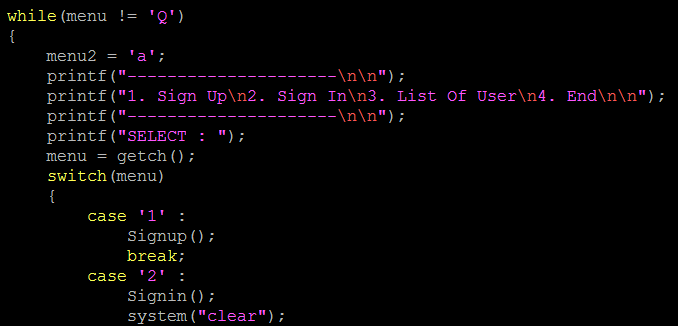 while(menu != 'Q')
{
    menu2 = 'a';
    printf("---------------------\n\n");
    printf("1. Sign Up\n2. Sign In\n3. List Of User\n4. End\n\n");
    printf("---------------------\n\n");
    printf("SELECT : ");
    menu = getch();
    switch(menu)
    {
        case '1' :
            Signup();
            break;
        case '2' :
            Signin();
            system("clear");